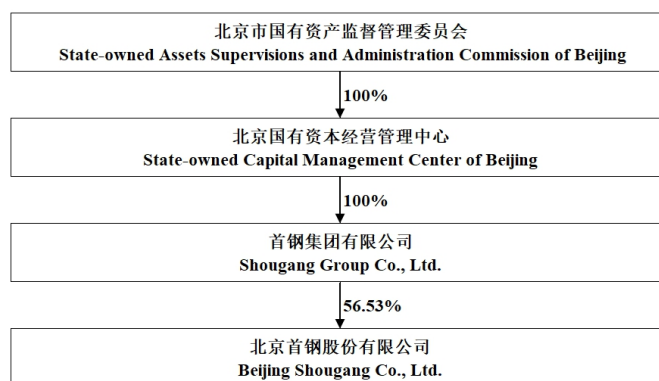 北京市国有资产监督管理委员会
State-owned Assets Supervisions and Administration Commission of Beijing
100%
北京国有资本经营管理中心
State-owned Capital Management Center of Beijing
100%
首钢集团有限公司
Shougang Group Co., Ltd.
56.53%
北京首钢股份有限公司
Beijing Shougang Co., Ltd.